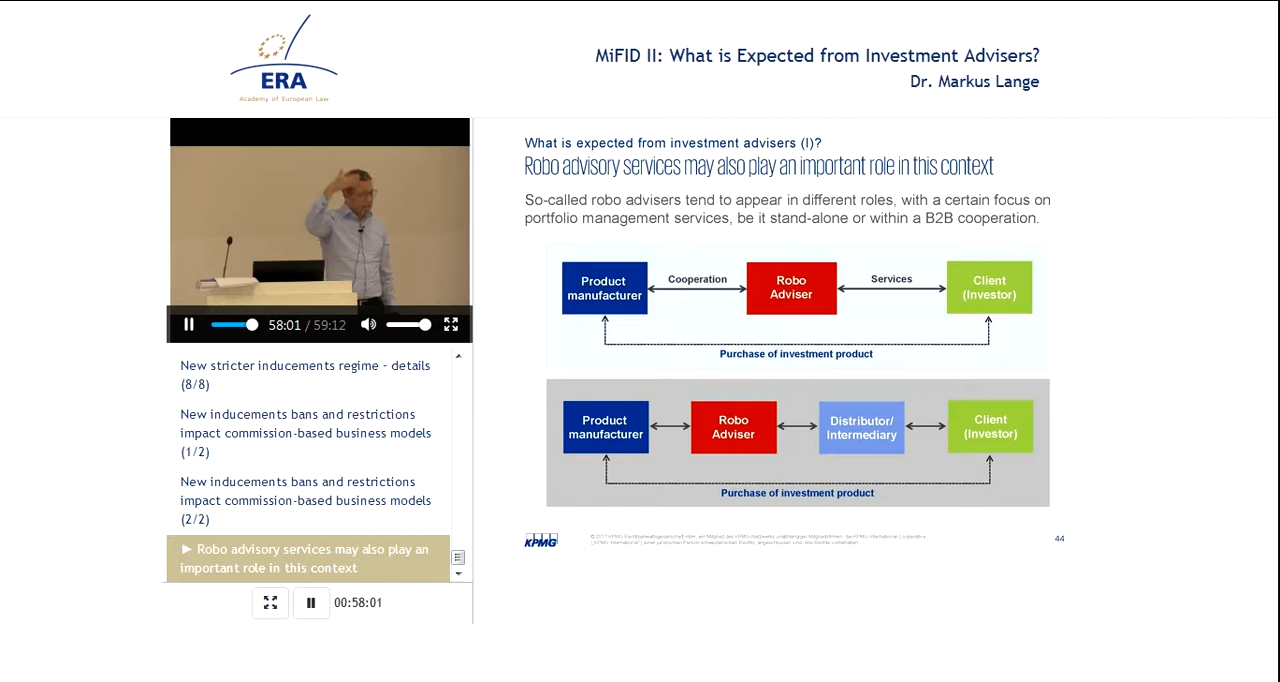 ERA
Academy of European Law
MiFID II: What is Expected from Investment Advisers?
Dr. Markus Lange
58:01 / 59:12
New stricter inducements regime - details
(8/8)
New inducements bans and restrictions
impact commission-based business models
(1/2)
New inducements bans and restrictions
impact commission-based business models
(2/2)
► Robo advisory services may also play an
important role in this context
00:58:01
What is expected from investment advisers (I)?
Robo advisory services may also play an important role in this context
So-called robo advisers tend to appear in different roles, with a certain focus on
portfolio management services, be it stand-alone or within a B2B cooperation.
Product
manufacturer
Cooperation
Robo
Adviser
Services
Client
(Investor)
Purchase of investment product
Product
manufacturer
Robo
Adviser
Distributor/
Intermediary
Client
(Investor)
Purchase of investment product
KPMG
44